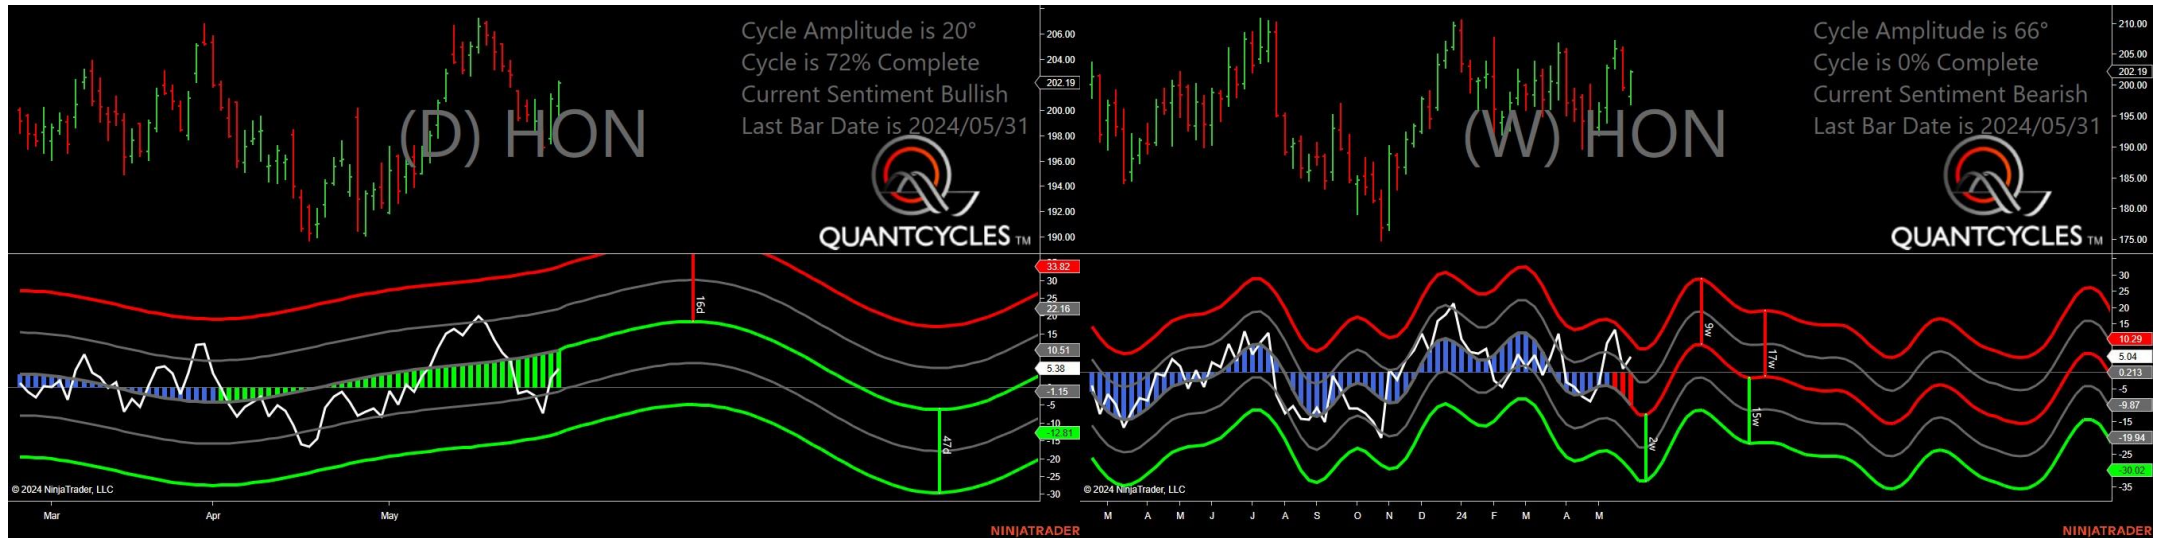 Cycle Amplitude is 20°
Cycle is 72% Complete
Current Sentiment Bullish
Last Bar Date is 2024/05/31
(D) HON
QUANTCYCLES TM
206.00
204.00
202.19
200.00
198.00
196.00
194.00
192.00
190.00
33.82
30
25
22.16
20
15
10.51
5.38
-1.15
-5
-10
-12.81
-15
-20
-25
-30
16d
47d
© 2024 NinjaTrader, LLC
Mar
Apr
May
NINJATRADER
Cycle Amplitude is 66°
Cycle is 0% Complete
Current Sentiment Bearish
Last Bar Date is 2024/05/31
(W) HON
QUANTCYCLES TM
210.00
205.00
202.19
200.00
195.00
190.00
185.00
180.00
175.00
30
25
20
15
10.29
5.04
0.213
-5
-9.87
-15
-19.94
-25
-30.02
-35
9w
17w
15w
2w
© 2024 NinjaTrader, LLC
M A M J J A S O N D 24 F M A M
NINJATRADER